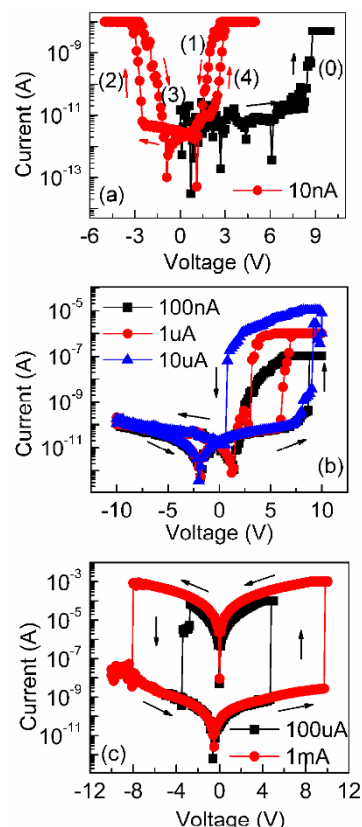 10^-9
10^-11
10^-13
Current (A)
(1)
(0)
(2)
(3)
(4)
(a)
10nA
-6 -3 0 3 6 9
Voltage (V)
10^-5
10^-7
10^-9
10^-11
Current (A)
100nA
1uA
10uA
(b)
-10 -5 0 5 10
Voltage (V)
10^-3
10^-5
10^-7
10^-9
10^-11
Current (A)
(c)
100uA
1mA
-12 -8 -4 0 4 8 12
Voltage (V)